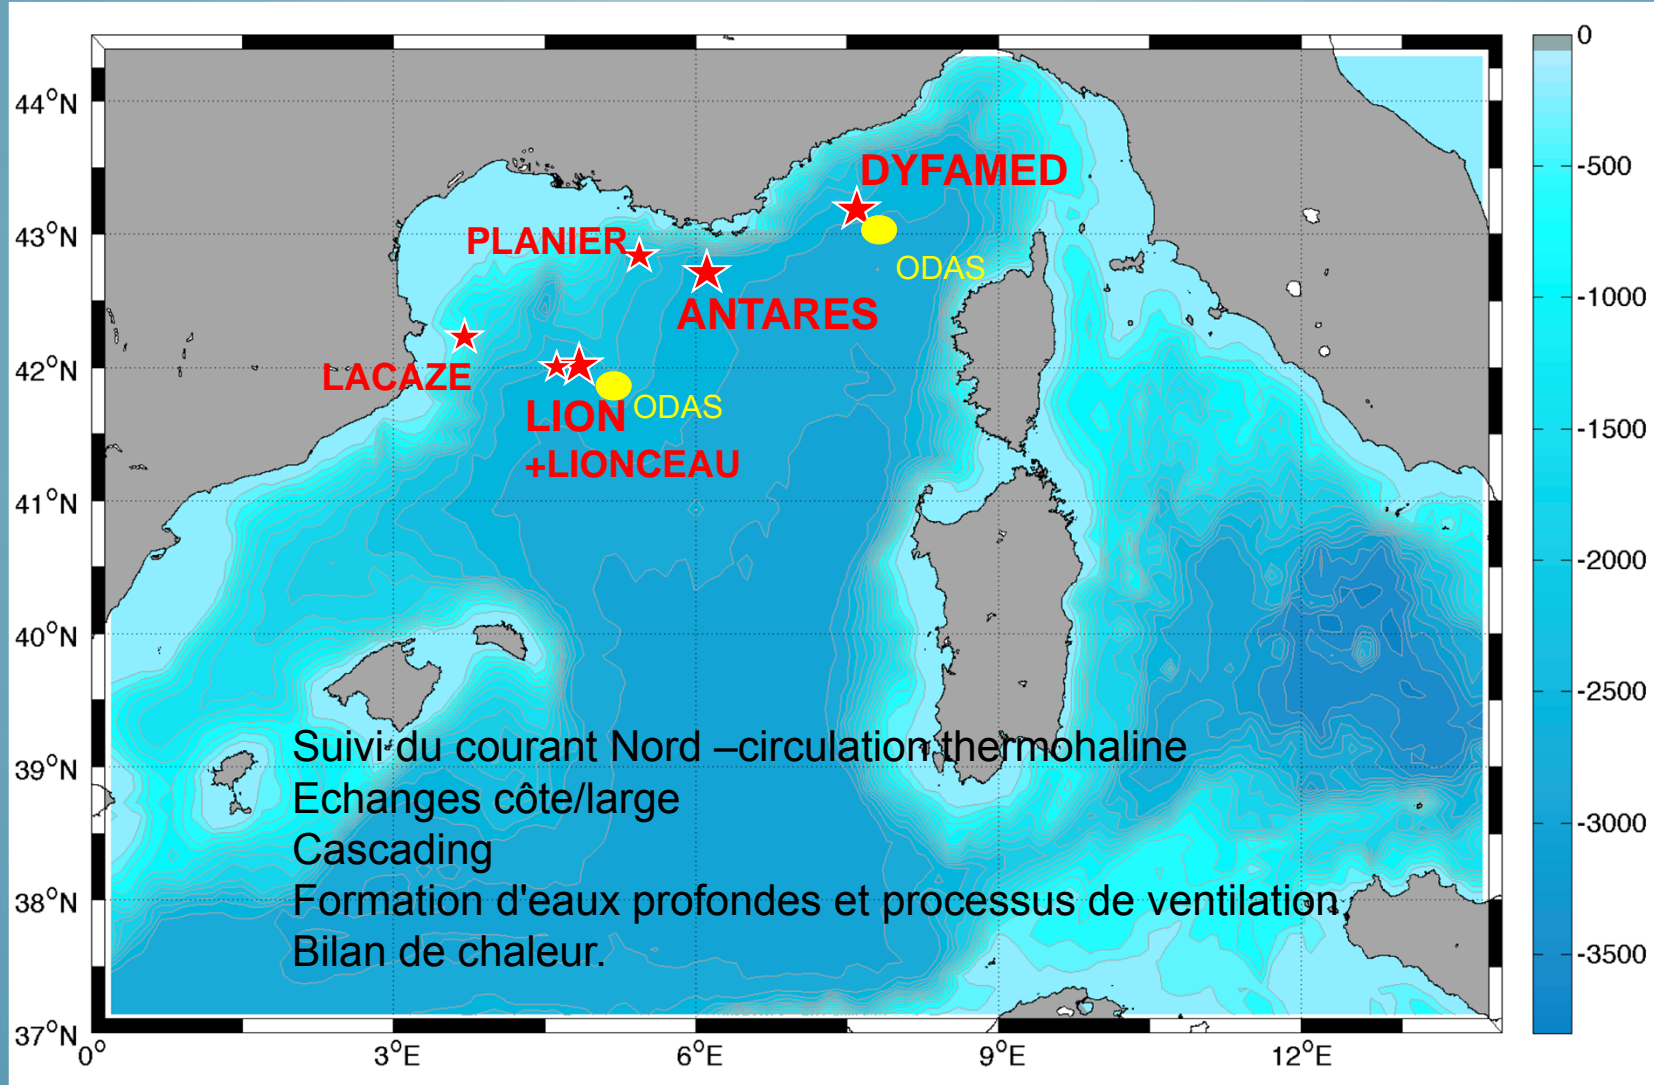 0
44°N
-500
DYFAMED
43°N
PLANIER
ODAS
-1000
ANTARES
42°N
LACAZE
-1500
LION
ODAS
+LIONCEAU
41°N
-2000
40°N
-2500
Suivi du courant Nord –circulation thermohaline
39°N
Echanges côte/large
-3000
Cascading
38°N
Formation d'eaux profondes et processus de ventilation
Bilan de chaleur.
-3500
37°N
0°
3°E
6°E
9°E
12°E